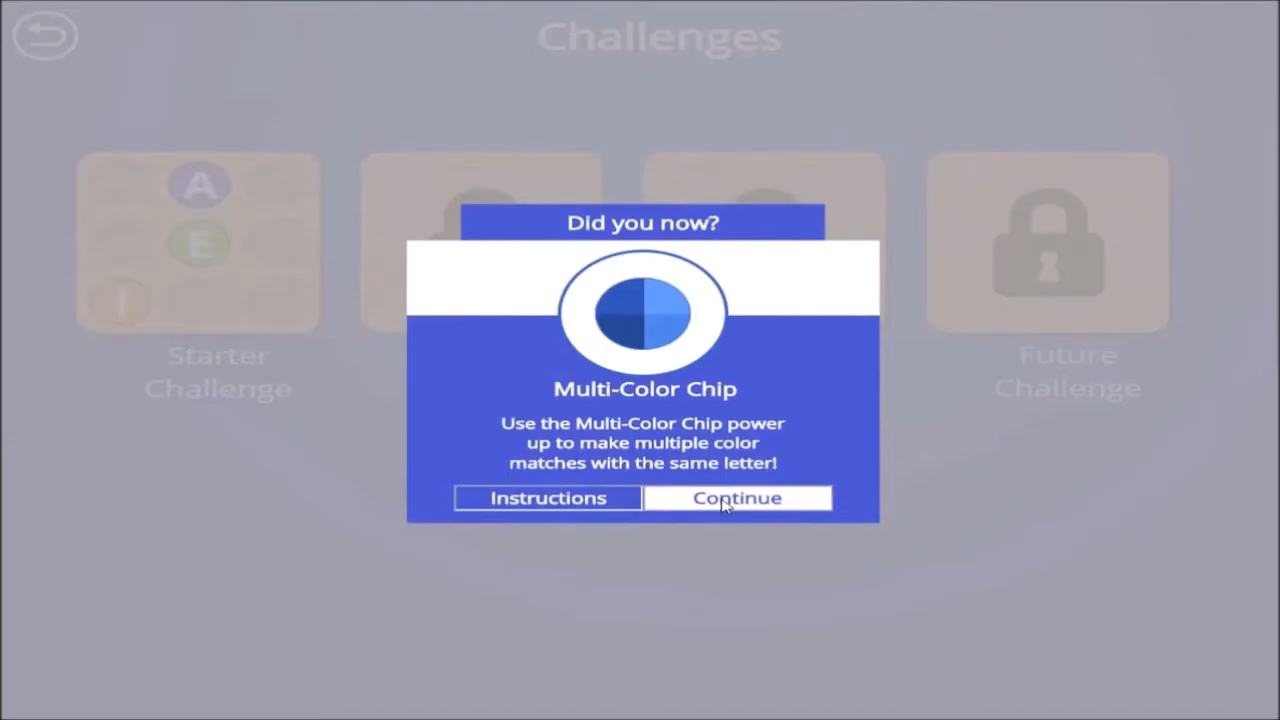 Challenges
A
E
I
Starter
Challenge
Future
Challenge
Did you now?
Multi-Color Chip
Use the Multi-Color Chip power
up to make multiple color
matches with the same letter!
Instructions
Continue